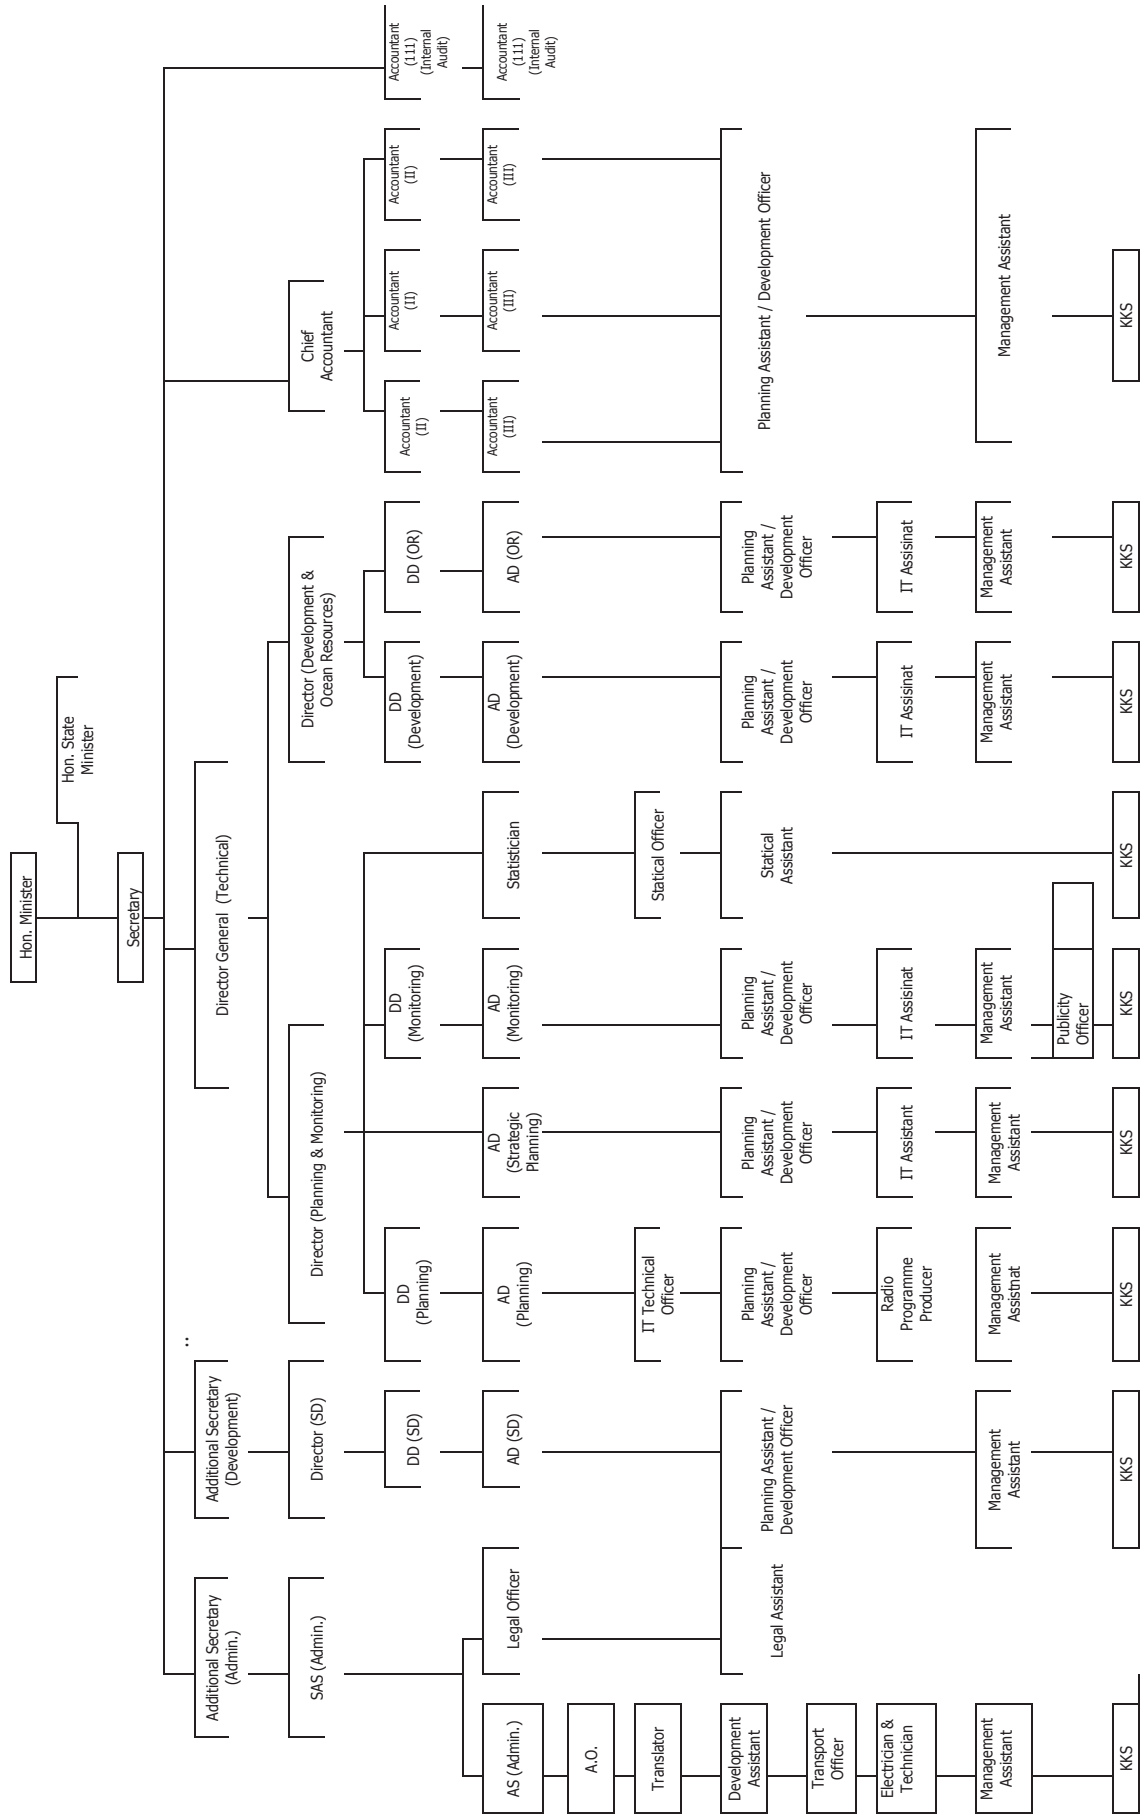 Hon. Minister
Hon. State
Minister
Secretary
Additional Secretary
(Admin.)
Additional Secretary
(Development)
..
Director General (Technical)
SAS (Admin.)
Director (SD)
Director (Planning & Monitoring)
Director (Development &
Ocean Resources)
Chief
Accountant
DD (SD)
DD
(Planning)
DD
(Monitoring)
DD
(Development)
DD (OR)
Accountant
(II)
Accountant
(II)
Accountant
(II)
Accountant
(111)
(Internal
Audit)
AS (Admin.)
Legal Officer
AD (SD)
AD
(Planning)
AD
(Strategic
Planning)
AD
(Monitoring)
Statistician
AD
(Development)
AD (OR)
Accountant
(III)
Accountant
(III)
Accountant
(III)
Accountant
(111)
(Internal
Audit)
A.O.
Translator
IT Technical
Officer
Statical Officer
Development
Assistant
Legal Assistant
Planning Assistant /
Development Officer
Planning
Assistant /
Development
Officer
Planning
Assistant /
Development
Officer
Planning
Assistant /
Development
Officer
Statical
Assistant
Planning
Assistant /
Development
Officer
Planning
Assistant /
Development
Officer
Planning Assistant / Development Officer
Transport
Officer
Electrician &
Technician
Radio
Programme
Producer
IT Assistant
IT Assisinat
IT Assisinat
IT Assisinat
Management
Assistant
Management
Assistant
Management
Assistnat
Management
Assistant
Management
Assistant
Management
Assistant
Management
Assistant
Management Assistant
Publicity
Officer
KKS
KKS
KKS
KKS
KKS
KKS
KKS
KKS
KKS